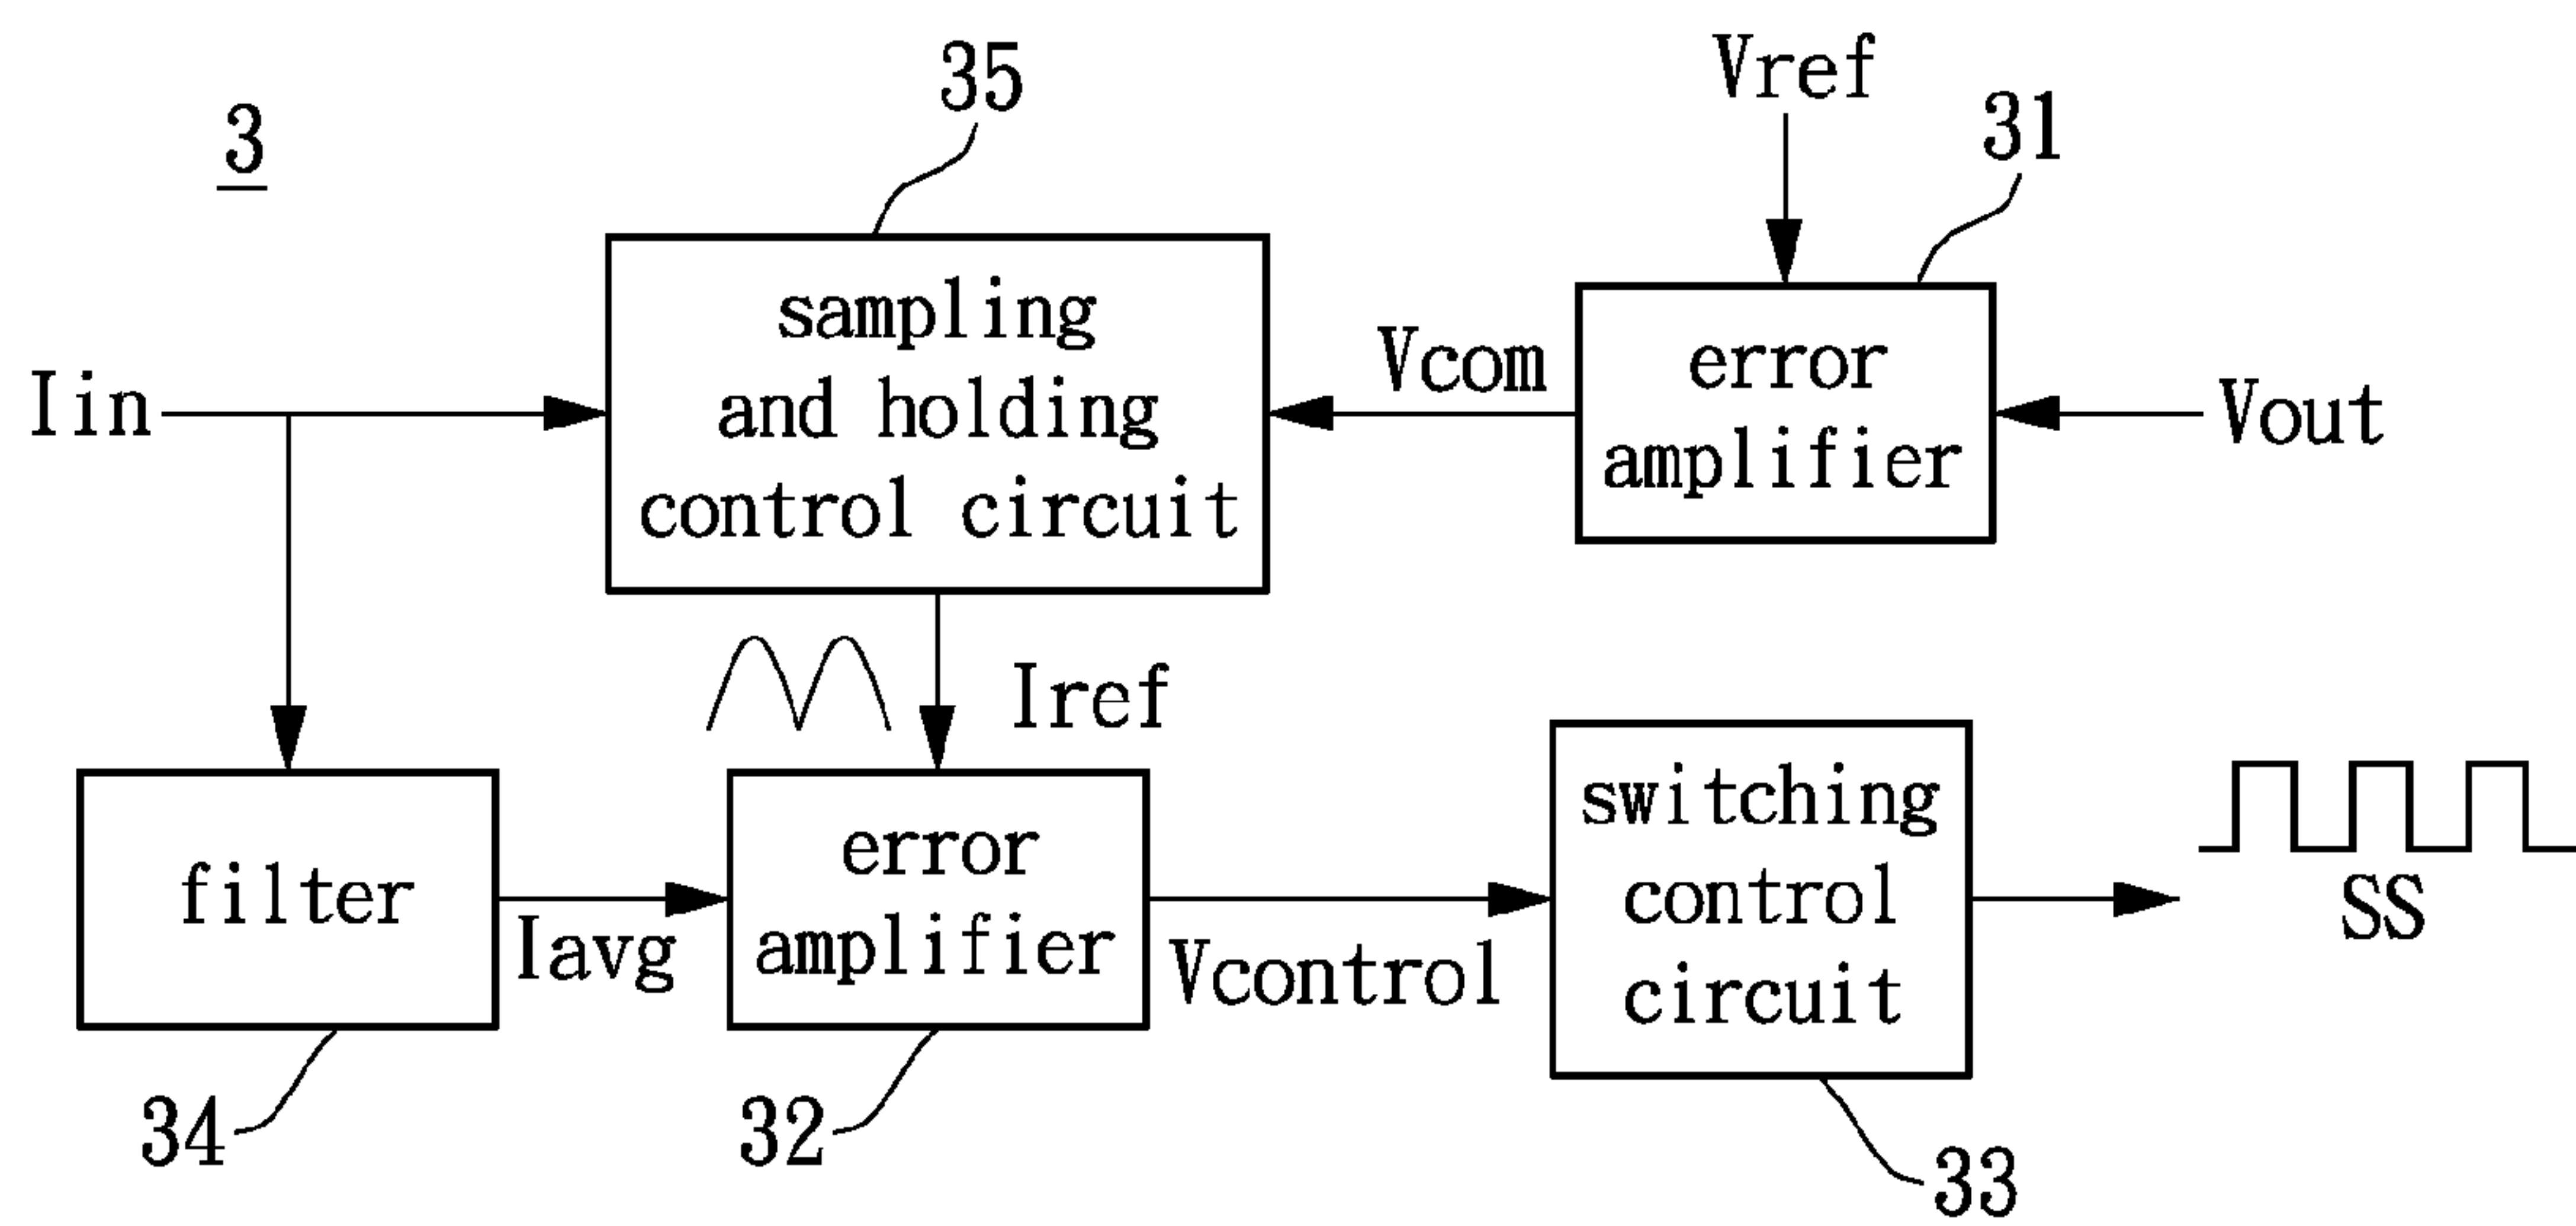 3
35
Vref
31
sampling
and holding
control circuit
Iin
Vcom
error
amplifier
Vout
Iref
filter
Iavg
error
amplifier
Vcontrol
switching
control
circuit
SS
34
32
33